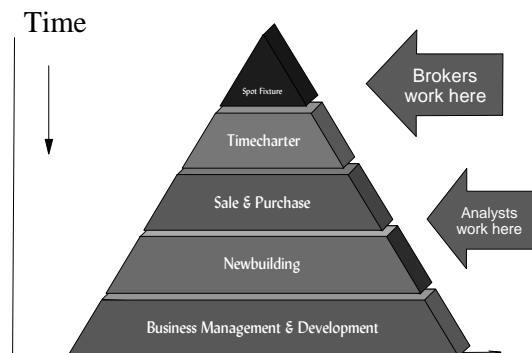 Time
Spot Fixture
Brokers
work here
Timecharter
Sale & Purchase
Analysts
work here
Newbuilding
Business Management & Development